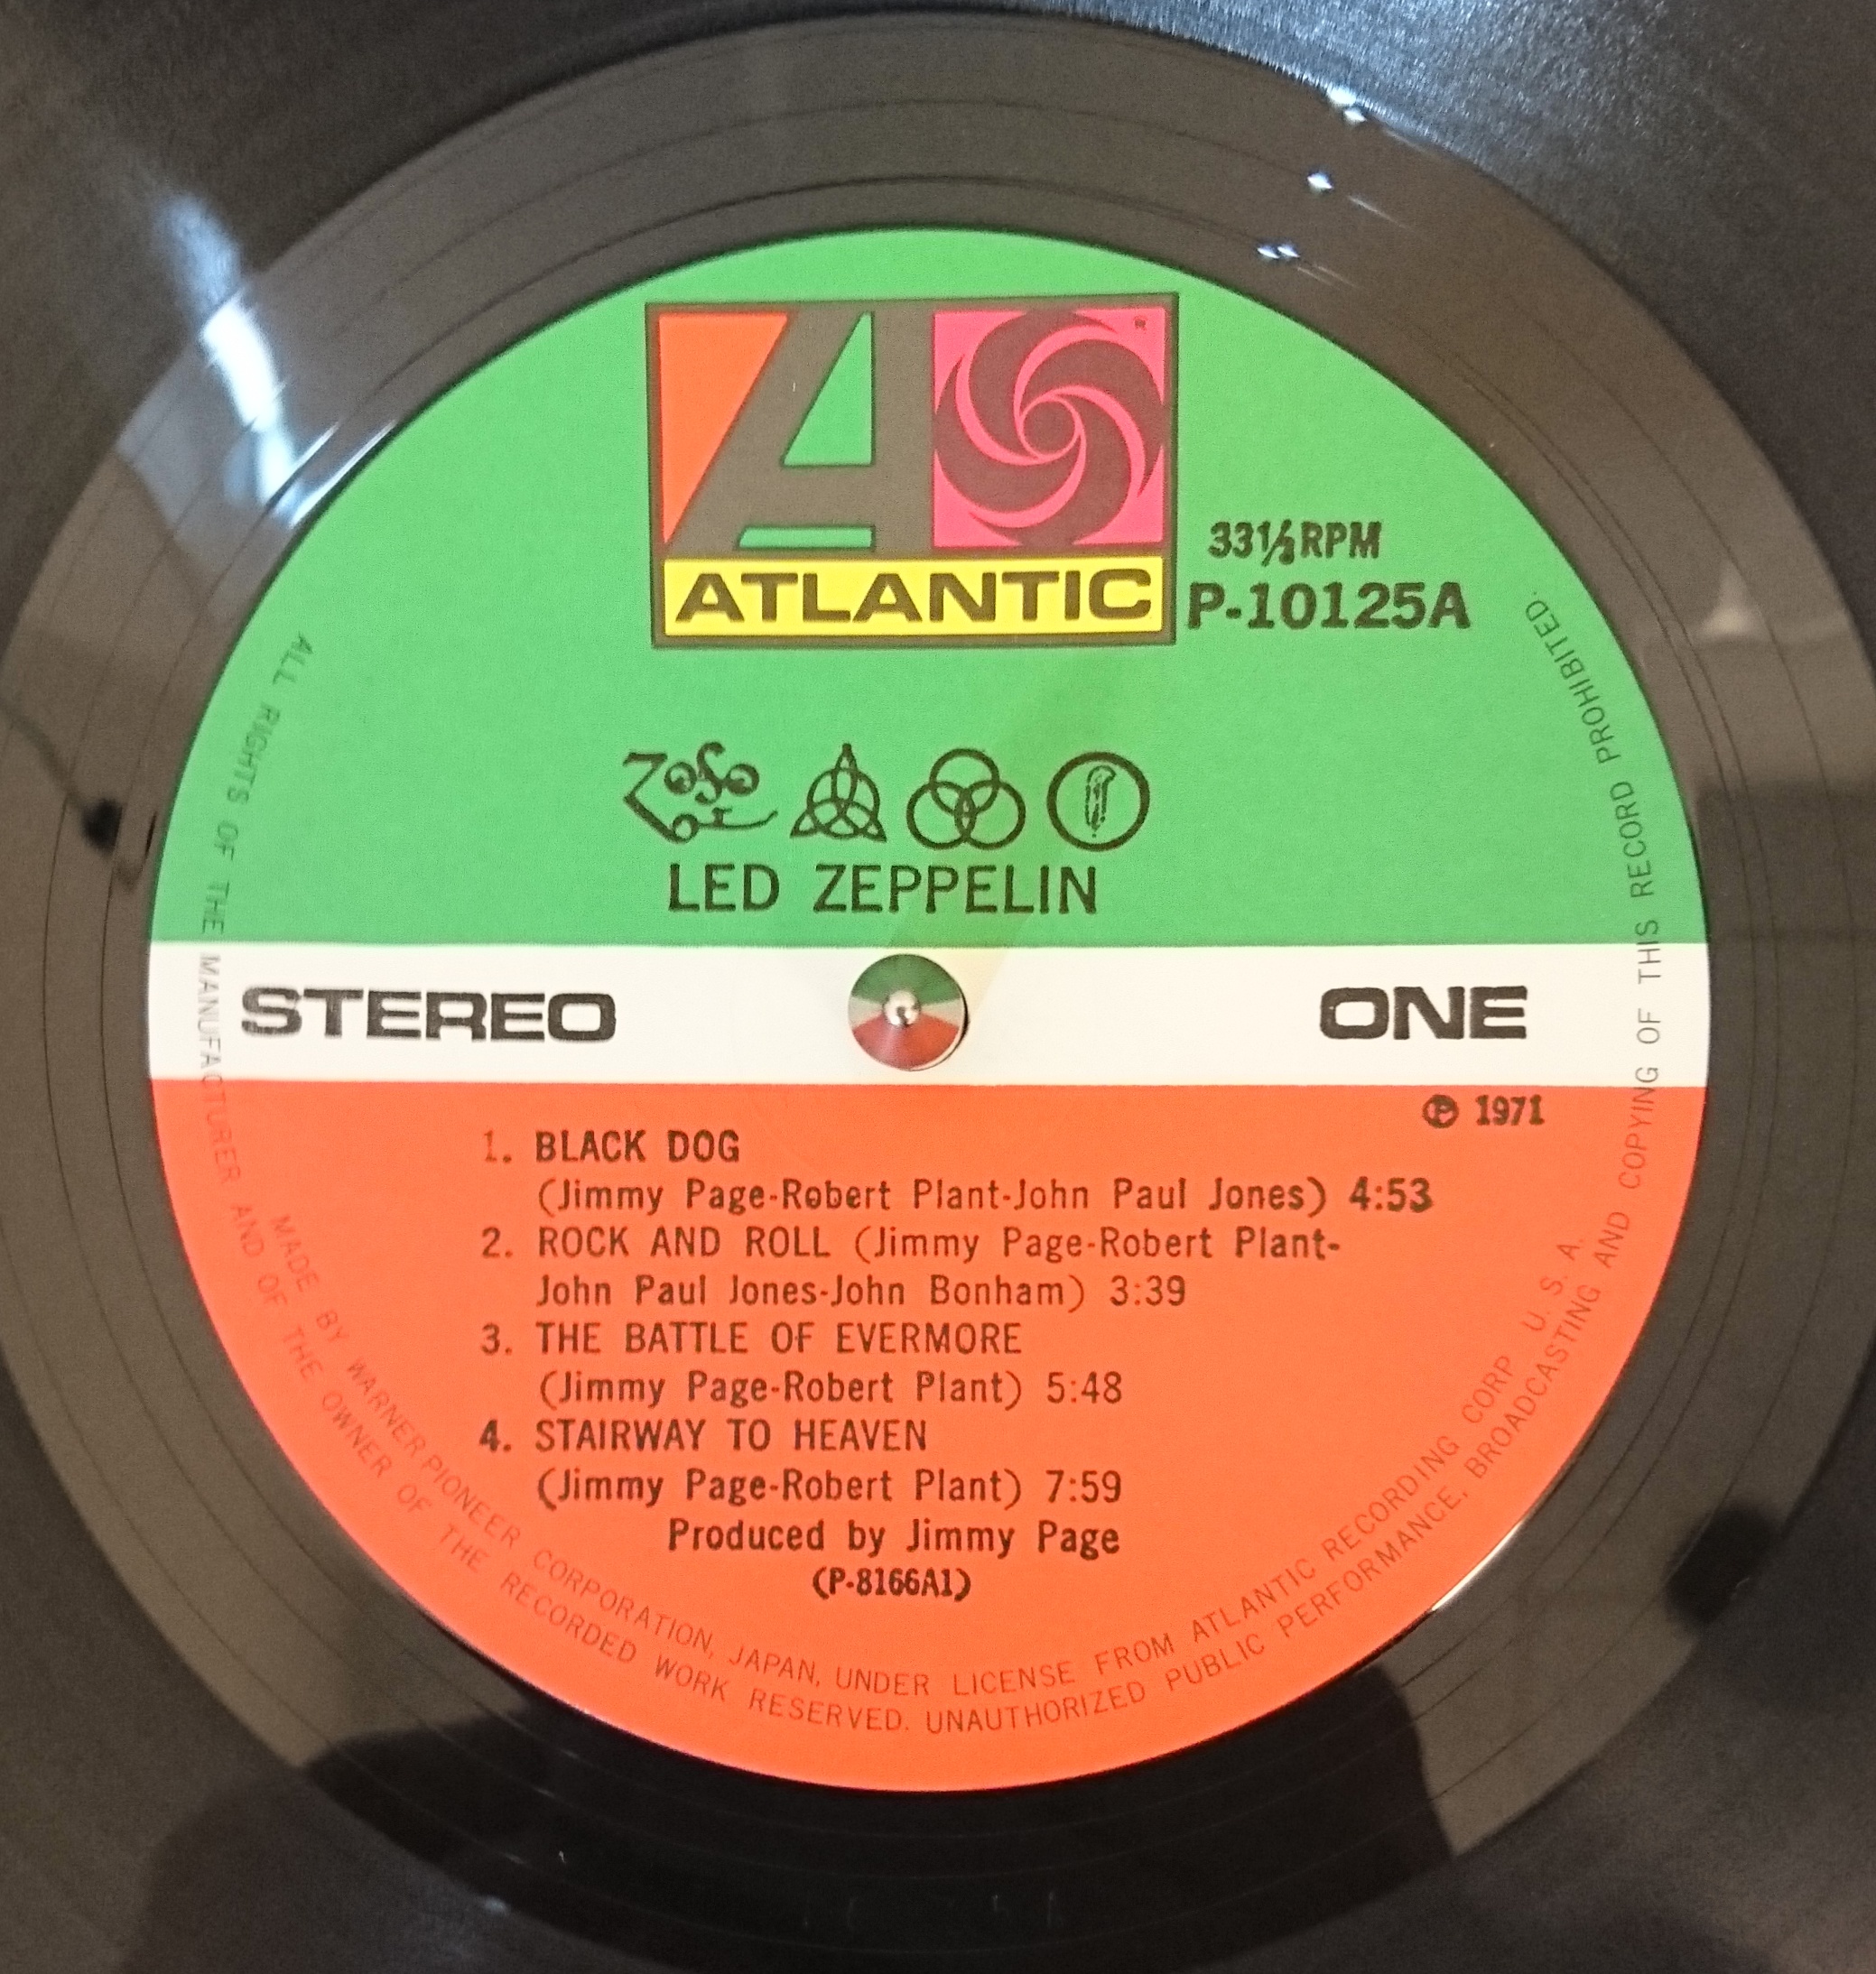 ATLANTIC
®
33⅓RPM
P-10125A
Zoso
LED ZEPPELIN
STEREO
ONE
℗ 1971
1. BLACK DOG
(Jimmy Page-Robert Plant-John Paul Jones) 4:53
2. ROCK AND ROLL (Jimmy Page-Robert Plant-
John Paul Jones-John Bonham) 3:39
3. THE BATTLE OF EVERMORE
(Jimmy Page-Robert Plant) 5:48
4. STAIRWAY TO HEAVEN
(Jimmy Page-Robert Plant) 7:59
Produced by Jimmy Page
(P-8166A1)
MADE BY WARNER PIONEER CORPORATION, JAPAN, UNDER LICENSE FROM ATLANTIC RECORDING CORP U. S. A.
ALL RIGHTS OF THE MANUFACTURER AND OF THE OWNER OF THE RECORDED WORK RESERVED. UNAUTHORIZED PUBLIC PERFORMANCE, BROADCASTING AND COPYING OF THIS RECORD PROHIBITED.